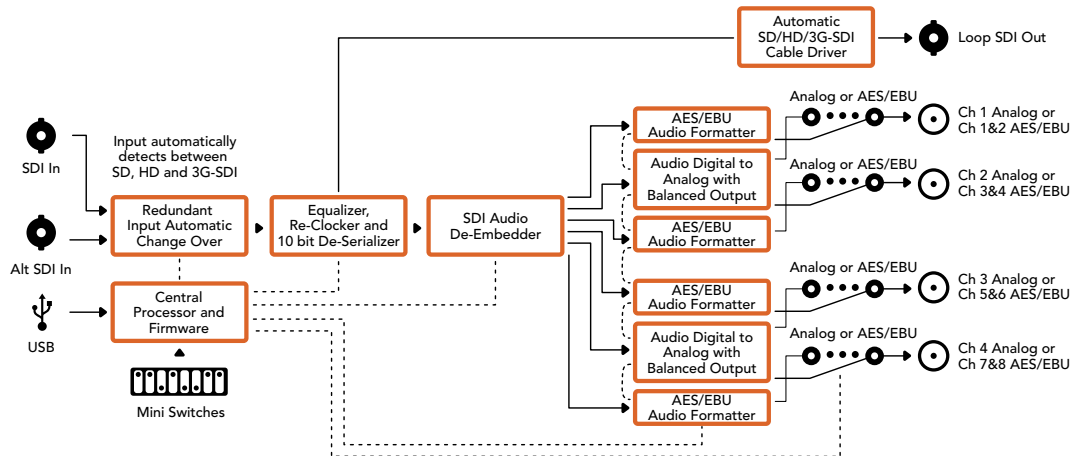 Automatic
SD/HD/3G-SDI
Cable Driver
Loop SDI Out
SDI In
Input automatically
detects between
SD, HD and 3G-SDI
Alt SDI In
Redundant
Input Automatic
Change Over
Equalizer,
Re-Clocker and
10 bit De-Serializer
SDI Audio
De-Embedder
USB
Central
Processor and
Firmware
Mini Switches
AES/EBU
Audio Formatter
Audio Digital to
Analog with
Balanced Output
AES/EBU
Audio Formatter
AES/EBU
Audio Formatter
Audio Digital to
Analog with
Balanced Output
AES/EBU
Audio Formatter
Analog or AES/EBU
Ch 1 Analog or
Ch 1&2 AES/EBU
Analog or AES/EBU
Ch 2 Analog or
Ch 3&4 AES/EBU
Analog or AES/EBU
Ch 3 Analog or
Ch 5&6 AES/EBU
Analog or AES/EBU
Ch 4 Analog or
Ch 7&8 AES/EBU